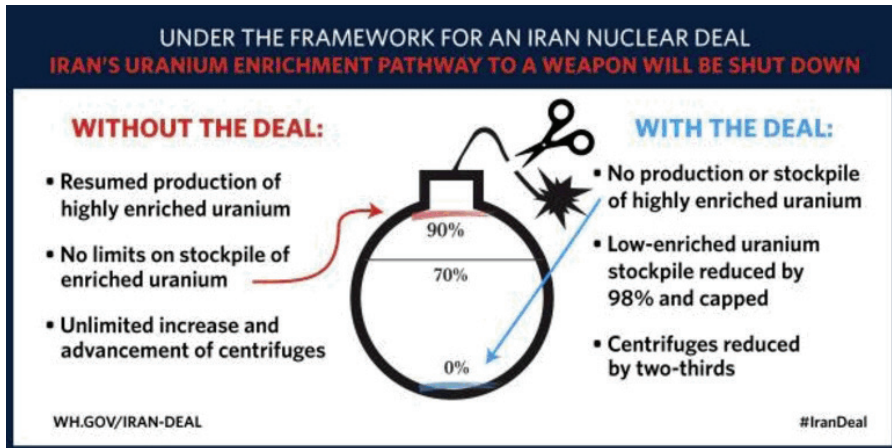 UNDER THE FRAMEWORK FOR AN IRAN NUCLEAR DEAL
IRAN'S URANIUM ENRICHMENT PATHWAY TO A WEAPON WILL BE SHUT DOWN
WITHOUT THE DEAL:
▪ Resumed production of
highly enriched uranium
▪ No limits on stockpile of
enriched uranium
▪ Unlimited increase and
advancement of centrifuges
90%
70%
0%
WITH THE DEAL:
▪ No production or stockpile
of highly enriched uranium
▪ Low-enriched uranium
stockpile reduced by
98% and capped
▪ Centrifuges reduced
by two-thirds
WH.GOV/IRAN-DEAL
#IranDeal